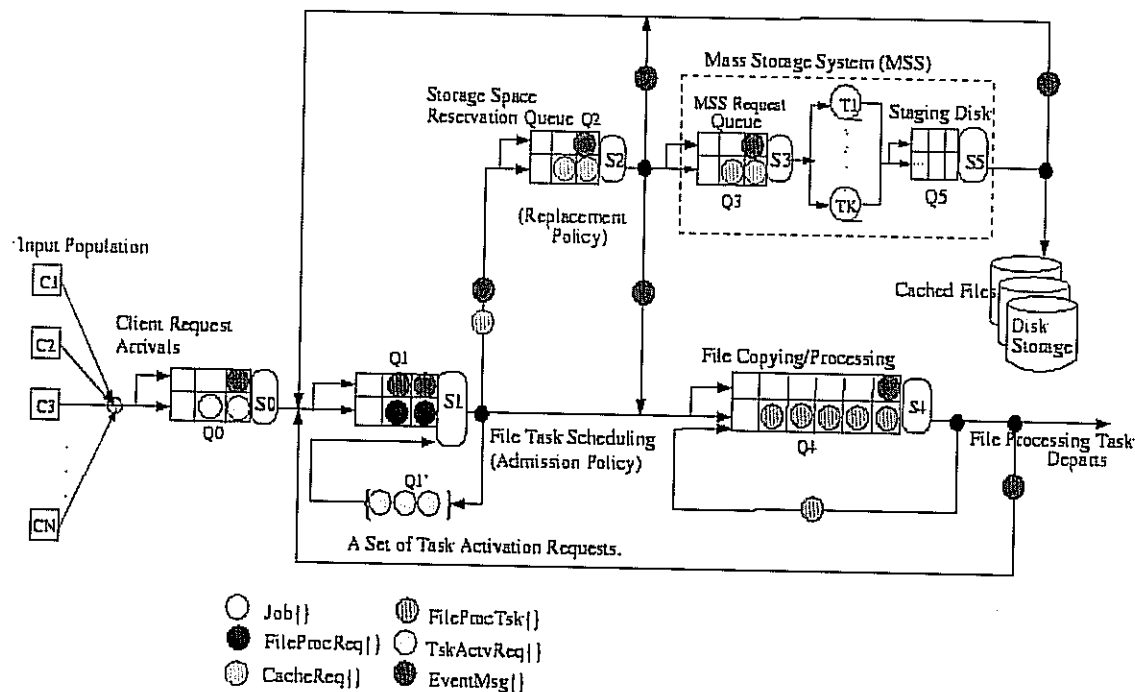 Mass Storage System (MSS)
Storage Space
Reservation Queue Q2
S2
MSS Request
Queue
S3
Q3
T1
TK
Staging Disk
S5
Q5
(Replacement
Policy)
Input Population
C1
C2
C3
CN
Client Request
Arrivals
S0
Q0
Q1
S1
File Task Scheduling
(Admission Policy)
Q1'
A Set of Task Activation Requests.
File Copying/Processing
S4
Q4
Cached Files
Disk
Storage
File Processing Task
Departs
Job{}
FileProcReq{}
CacheReq{}
FileProcTsk{}
TskActvReq{}
EventMsg{}